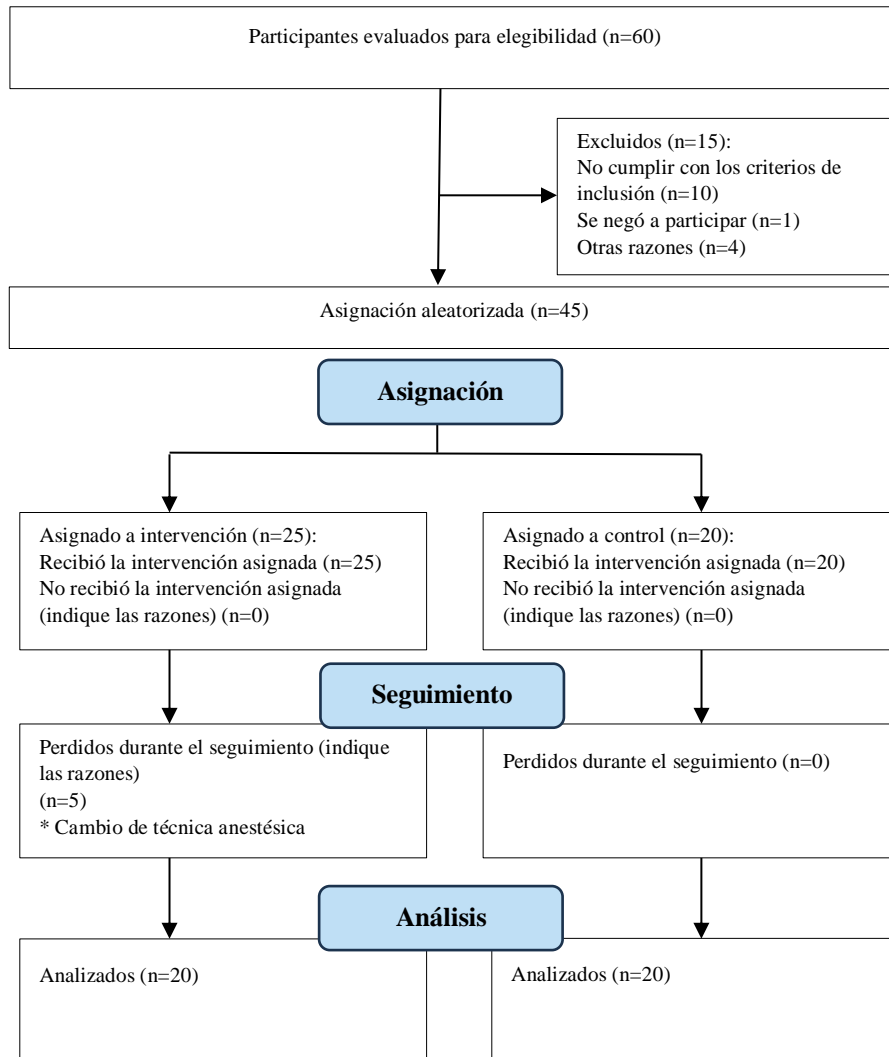 Participantes evaluados para elegibilidad (n=60)
Excluidos (n=15):
No cumplir con los criterios de
inclusión (n=10)
Se negó a participar (n=1)
Otras razones (n=4)
Asignación aleatorizada (n=45)
Asignación
Asignado a intervención (n=25):
Recibió la intervención asignada (n=25)
No recibió la intervención asignada
(indique las razones) (n=0)
Asignado a control (n=20):
Recibió la intervención asignada (n=20)
No recibió la intervención asignada
(indique las razones) (n=0)
Seguimiento
Perdidos durante el seguimiento (indique
las razones)
(n=5)
* Cambio de técnica anestésica
Perdidos durante el seguimiento (n=0)
Análisis
Analizados (n=20)
Analizados (n=20)